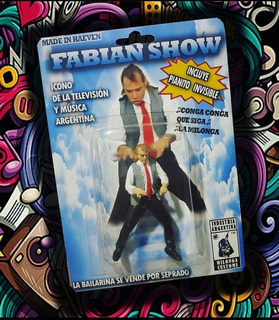 MADE IN HAEVEN
FABIAN SHOW
ICONO
DE LA TELEVISIÓN
Y MÚSICA
ARGENTINA
INCLUYE
PIANITO INVISIBLE
♫CONGA CONGA
QUE SIGA♪
♪LA MILONGA
INDUSTRIA
ARGENTINA
MILONGA
CUSTOMS
LA BAILARINA SE VENDE POR SEPRADO